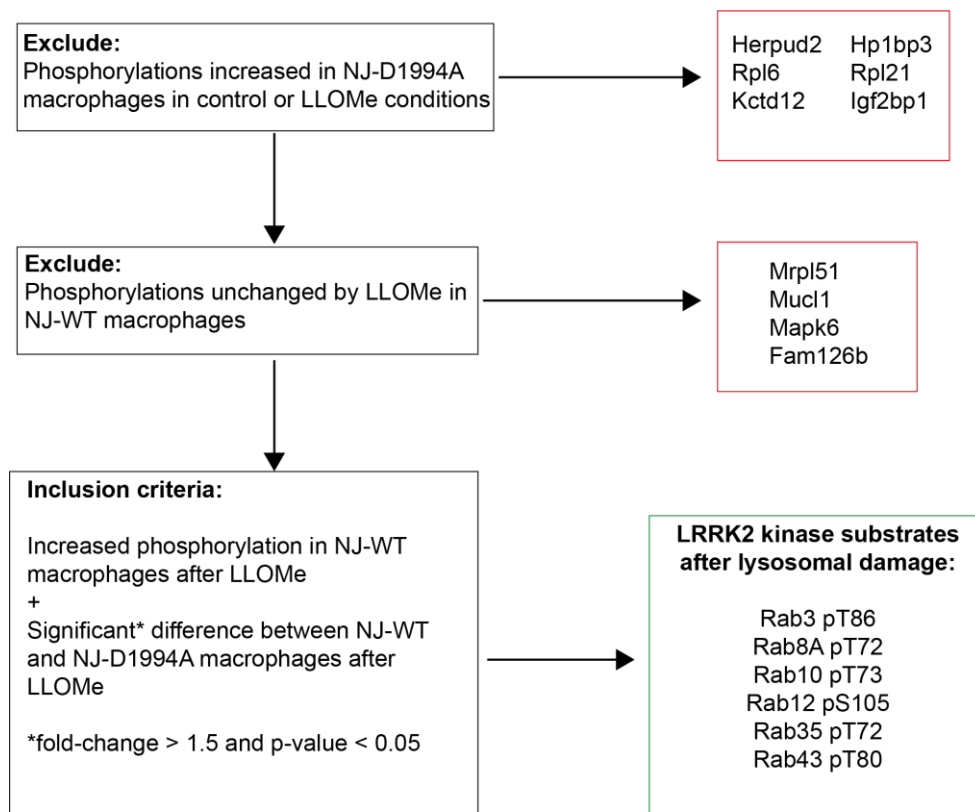 Exclude:
Phosphorylations increased in NJ-D1994A
macrophages in control or LLOMe conditions
Herpud2 Hp1bp3
Rpl6 Rpl21
Kctd12 Igf2bp1
Exclude:
Phosphorylations unchanged by LLOMe in
NJ-WT macrophages
Mrpl51
Mucl1
Mapk6
Fam126b
Inclusion criteria:
Increased phosphorylation in NJ-WT
macrophages after LLOMe
+
Significant* difference between NJ-WT
and NJ-D1994A macrophages after
LLOMe
*fold-change > 1.5 and p-value < 0.05
LRRK2 kinase substrates
after lysosomal damage:
Rab3 pT86
Rab8A pT72
Rab10 pT73
Rab12 pS105
Rab35 pT72
Rab43 pT80